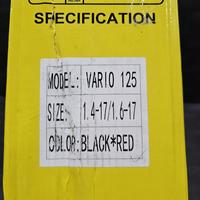 SPECIFICATION
MODEL: VARIO 125
SIZE: 1.4-17/1.6-17
COLOR:BLACK*RED